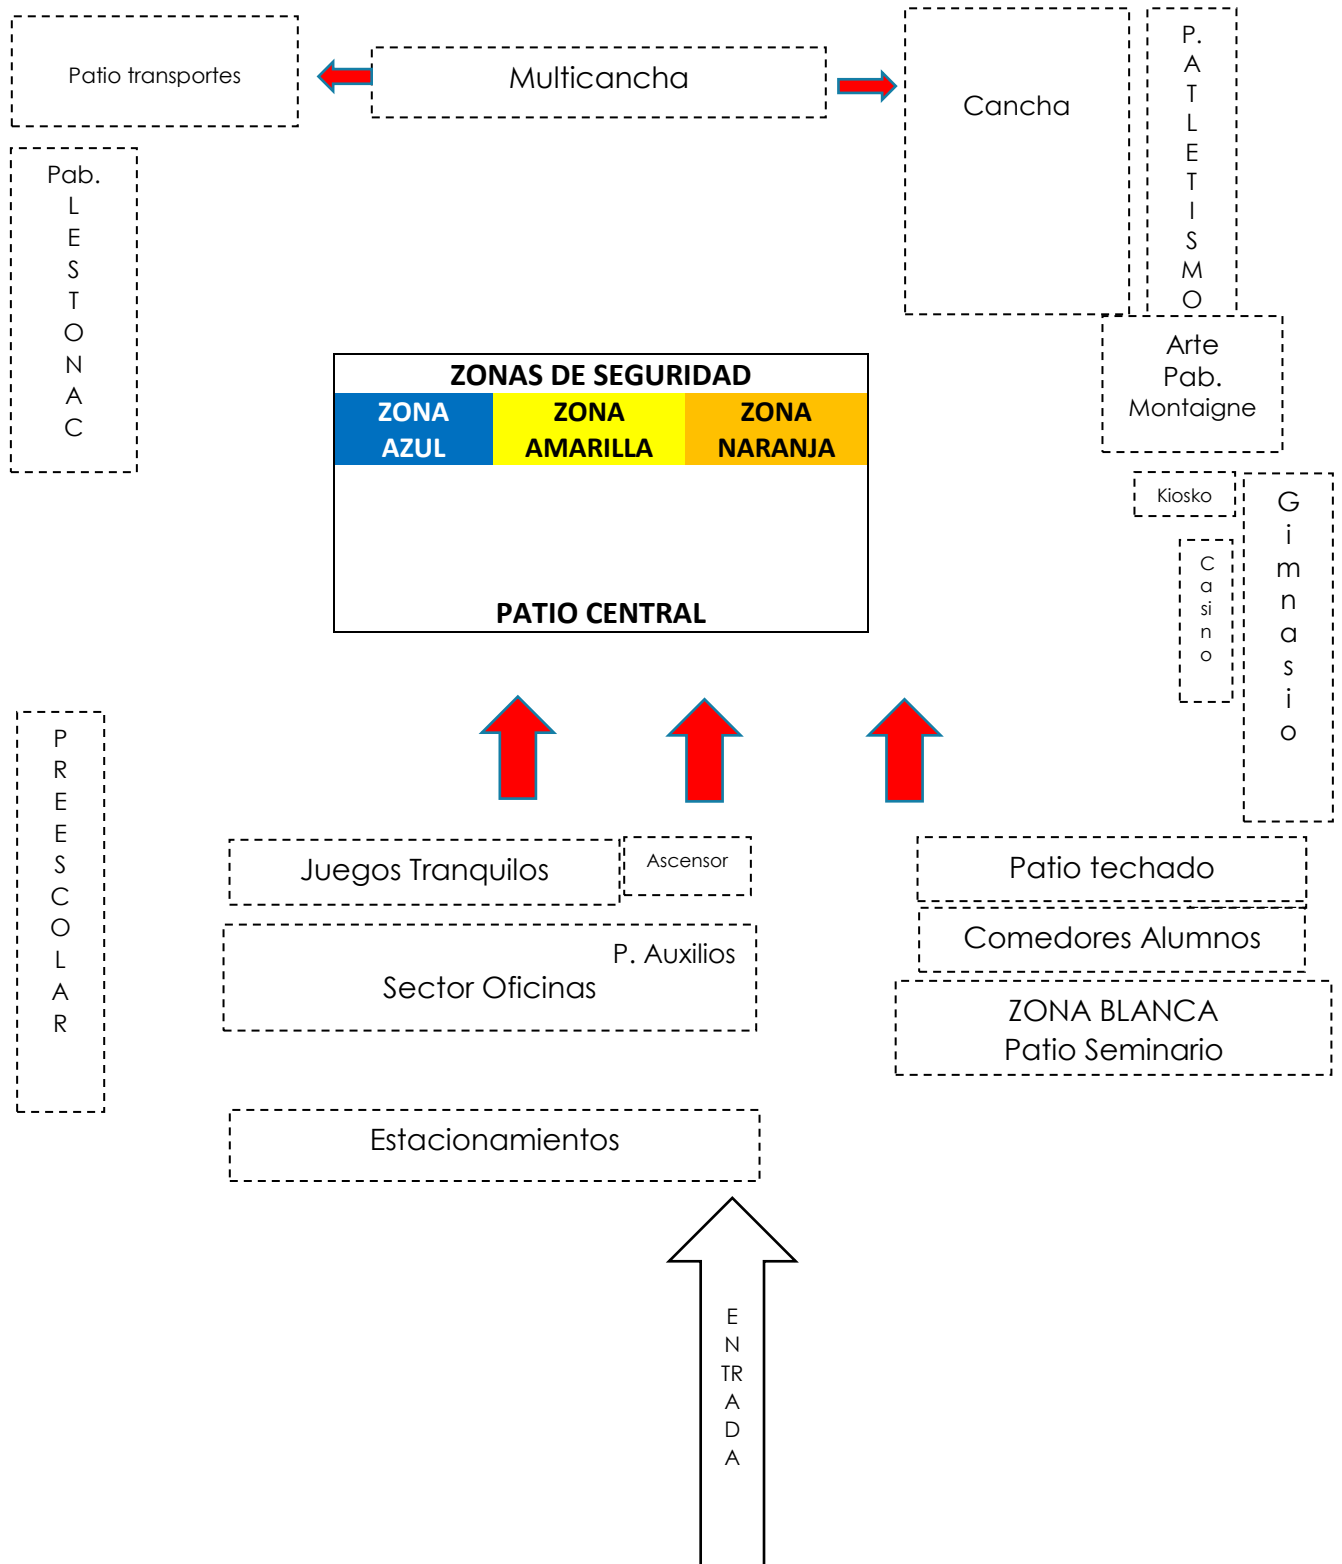 Patio transportes
Multicancha
Cancha
P.
A
T
L
E
T
I
S
M
O
Pab.
L
E
S
T
O
N
A
C
ZONAS DE SEGURIDAD
ZONA AZUL
ZONA AMARILLA
ZONA NARANJA
PATIO CENTRAL
Arte
Pab.
Montaigne
Kiosko
C
a
si
n
o
G
i
m
n
a
s
i
o
P
R
E
E
S
C
O
L
A
R
Juegos Tranquilos
Ascensor
Patio techado
P. Auxilios
Sector Oficinas
Comedores Alumnos
ZONA BLANCA
Patio Seminario
Estacionamientos
E
N
TR
A
D
A